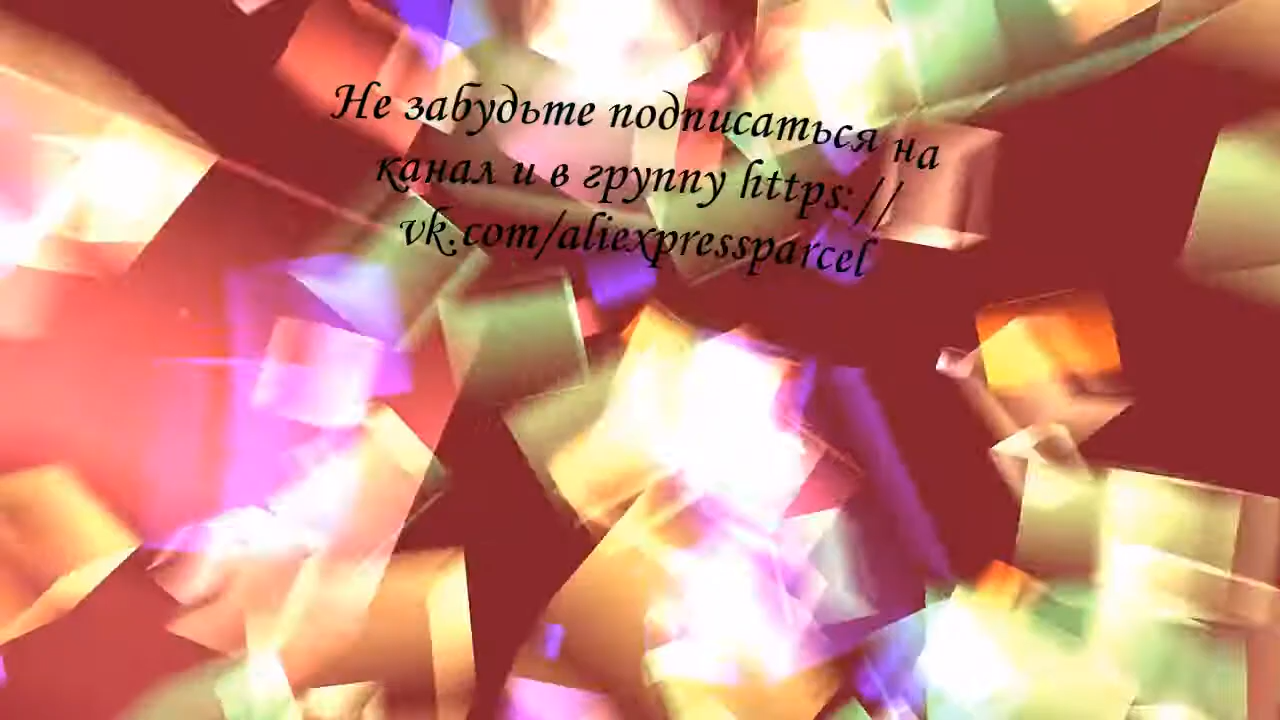 Не забудьте подписаться на
канал и в группу https://
vk.com/aliexpressparcel